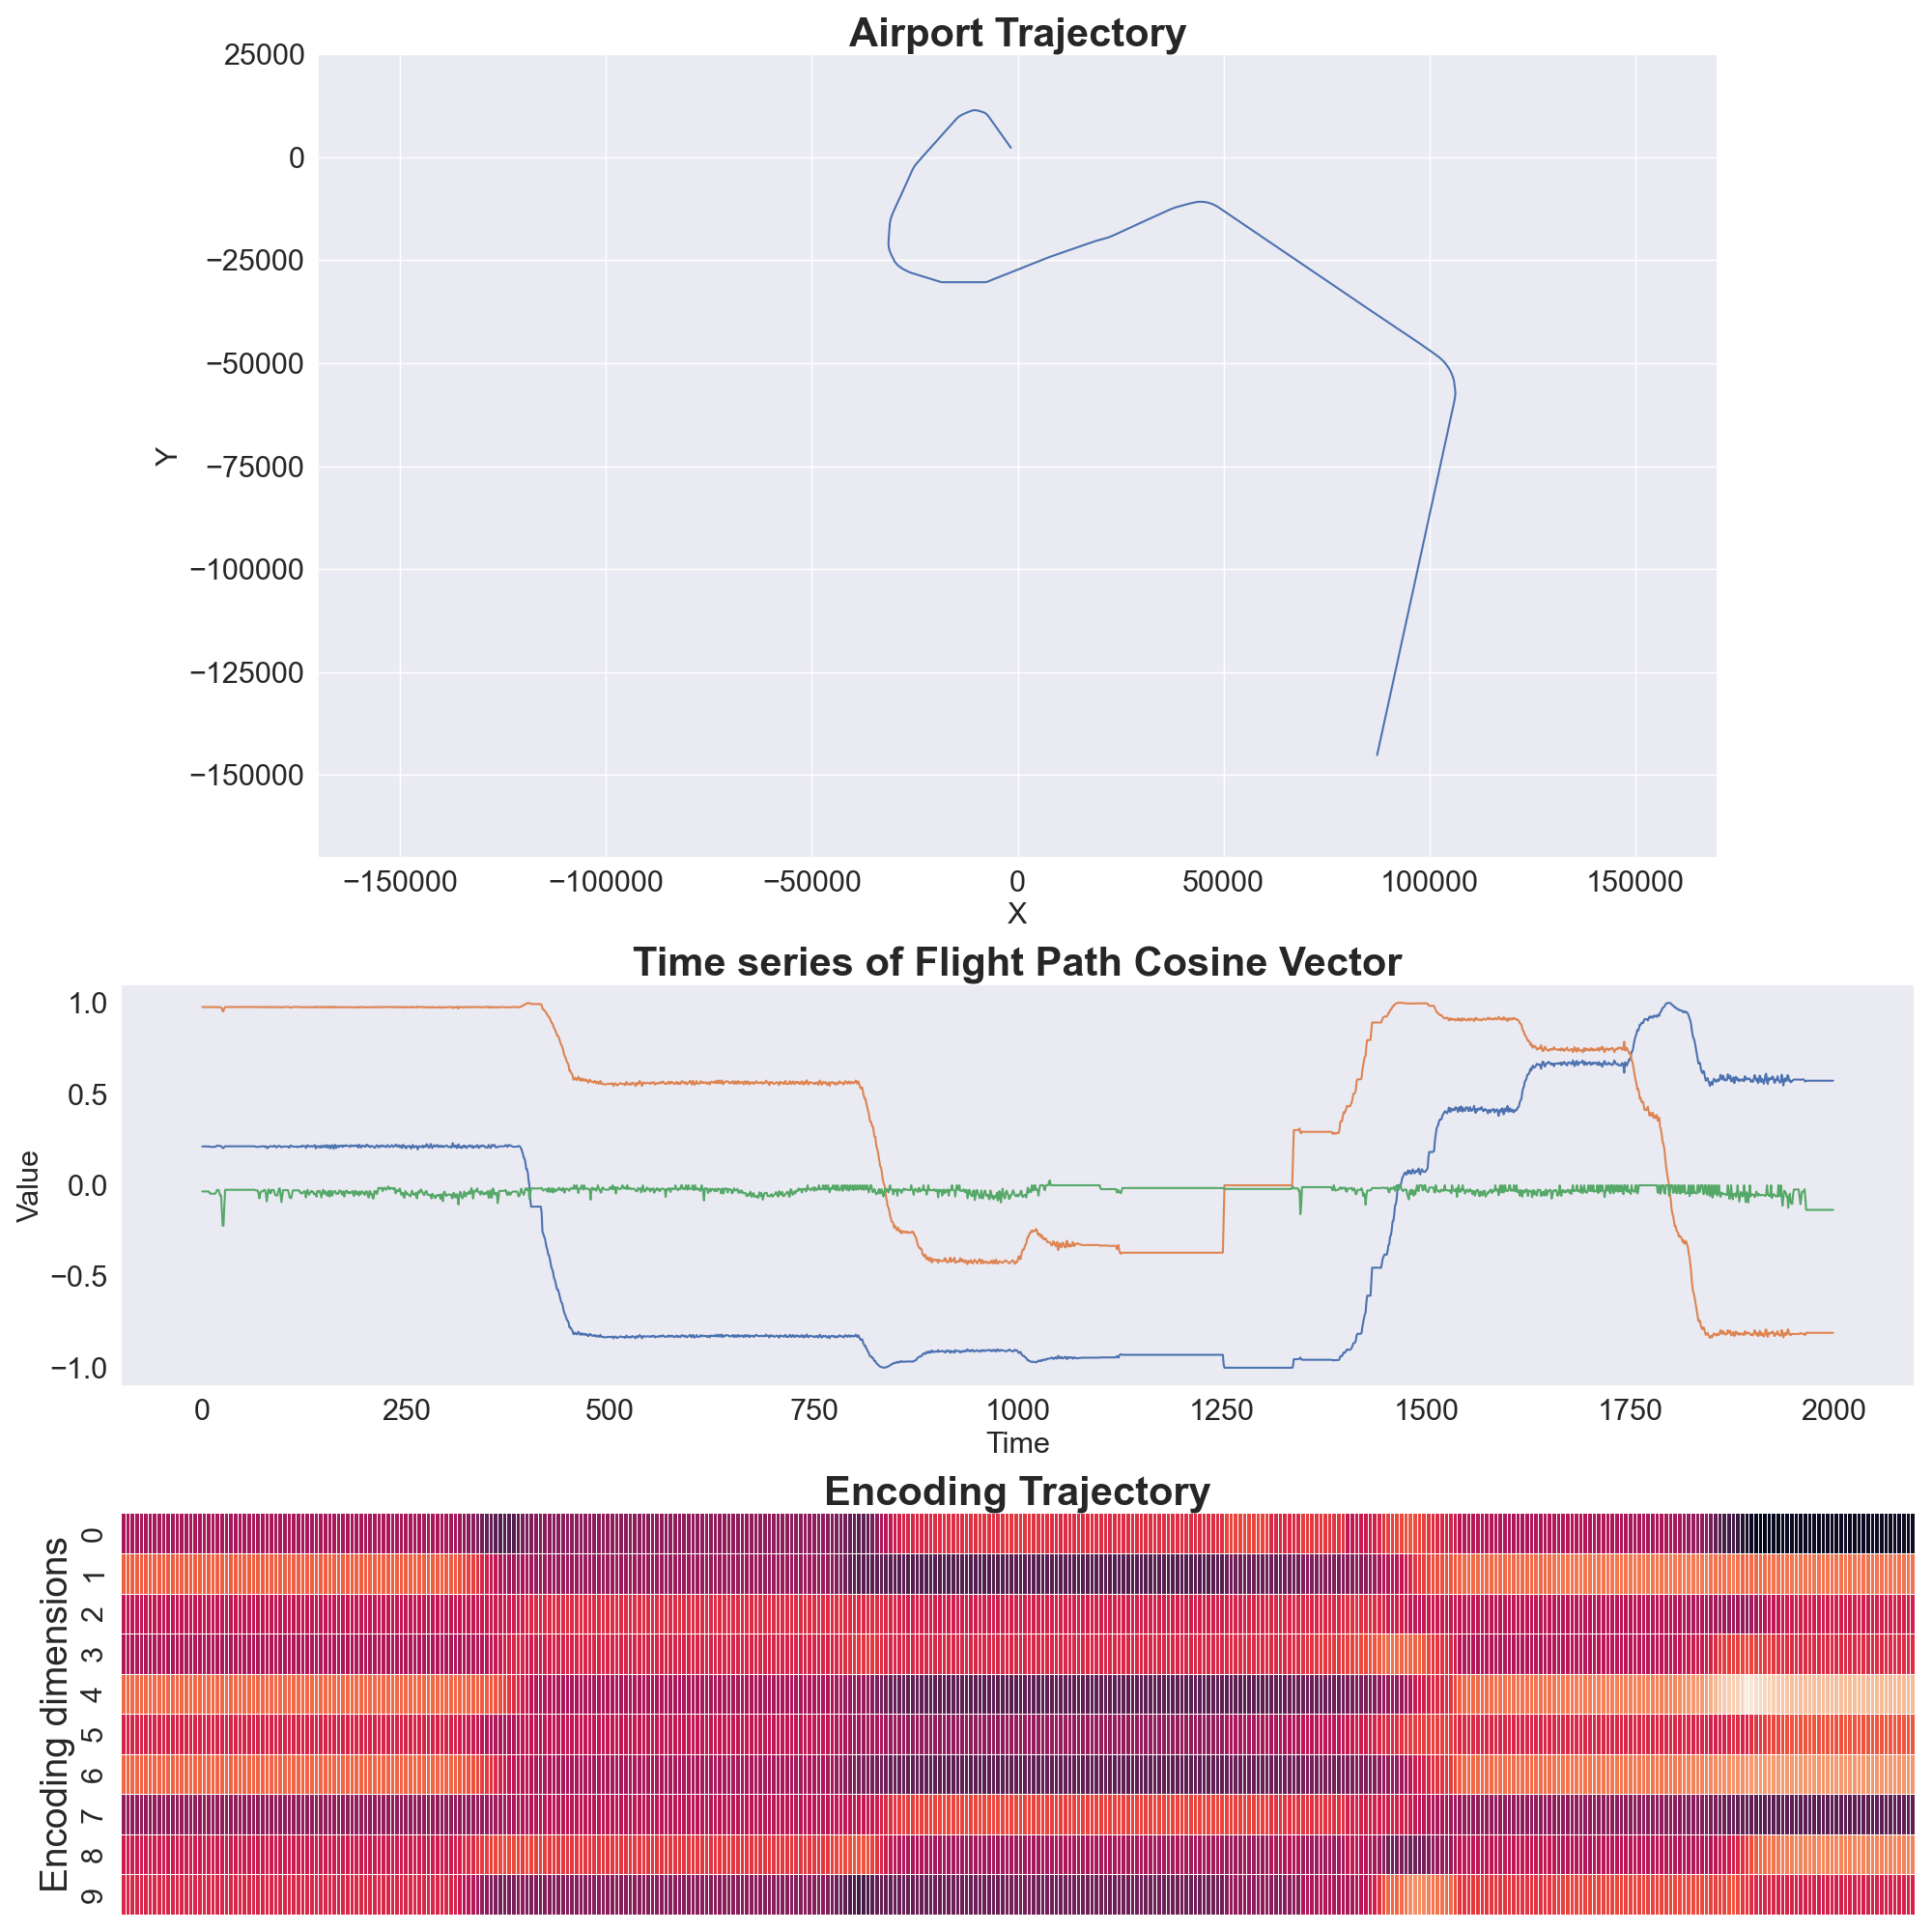 Airport Trajectory
25000
0
−25000
−50000
−75000
−100000
−125000
−150000
Y
−150000 −100000 −50000 0 50000 100000 150000
X
Time series of Flight Path Cosine Vector
1.0
0.5
0.0
−0.5
−1.0
Value
0 250 500 750 1000 1250 1500 1750 2000
Time
Encoding Trajectory
0
1
2
3
4
5
6
7
8
9
Encoding dimensions